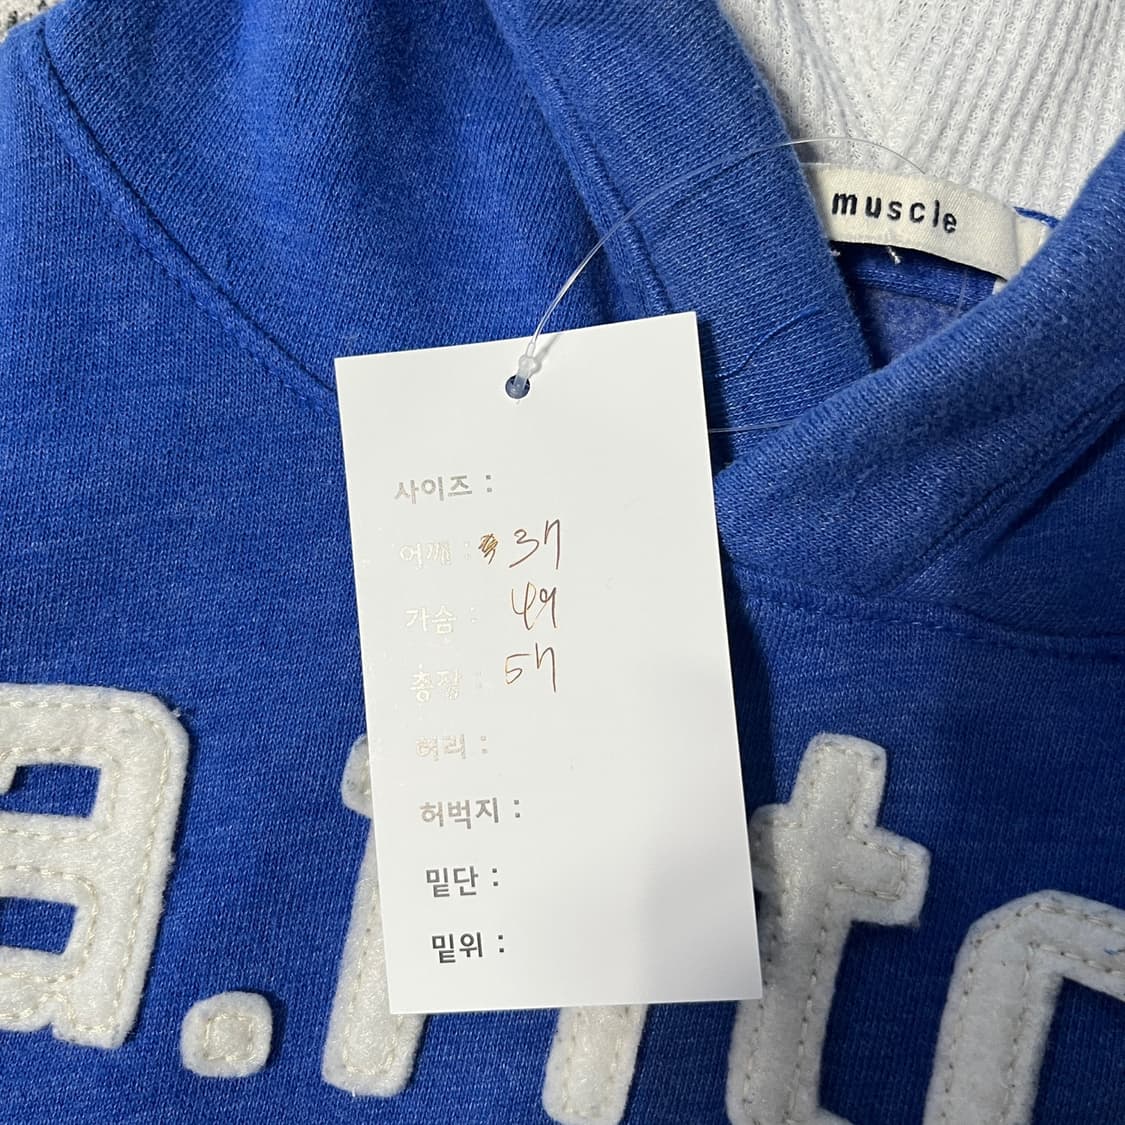 muscle
사이즈 :
어깨 : 37
가슴 : 49
총장 : 57
허리 :
허벅지 :
밑단 :
밑위 :
a.